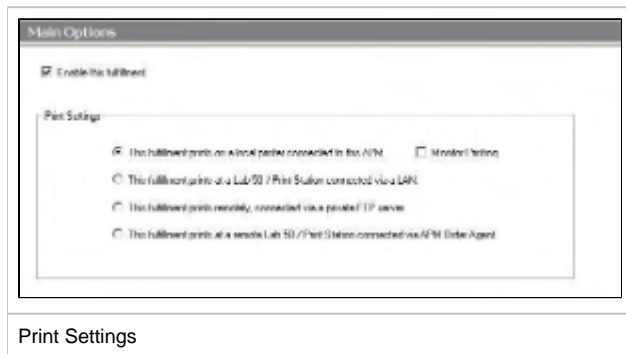 Main Options
Enable this fulfillment
Print Settings
This fulfillment prints on a local printer connected to this APM. Monitor Printing
This fulfillment prints at a Lab 50 / Print Station connected via a LAN.
This fulfillment prints remotely, connected via a private FTP server.
This fulfillment prints at a remote Lab 50 / Print Station connected via APM Order Agent
Print Settings